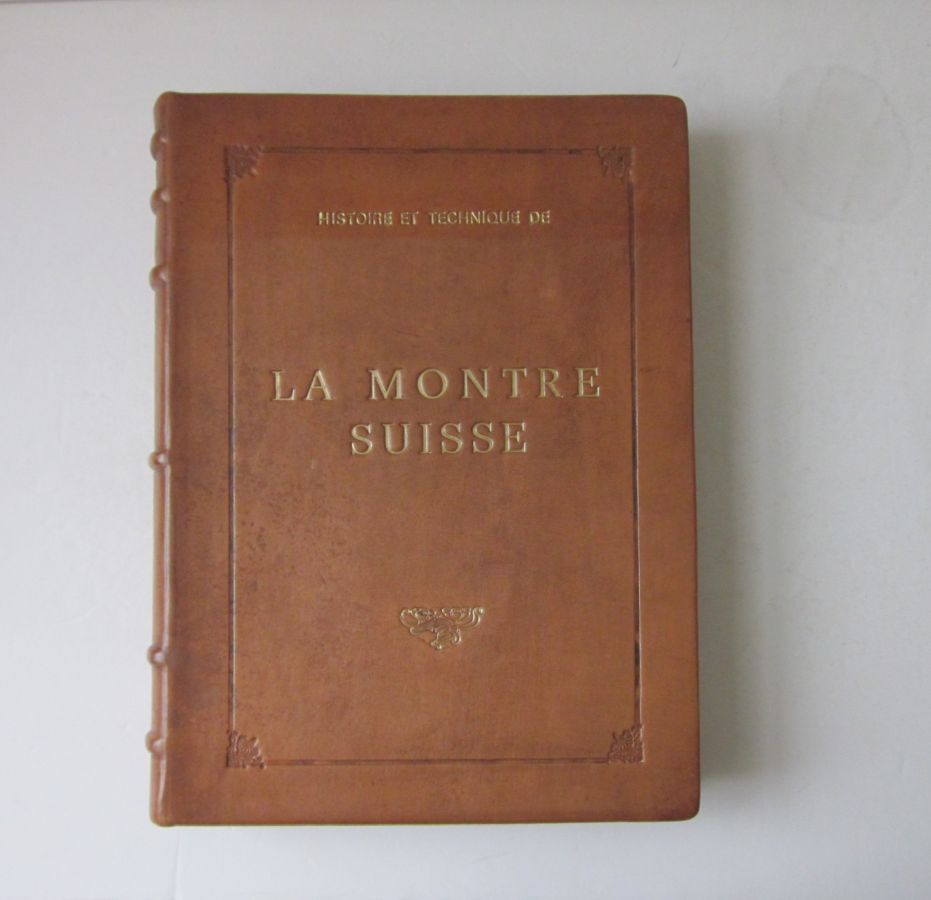 HISTOIRE ET TECHNIQUE DE
LA MONTRE
SUISSE